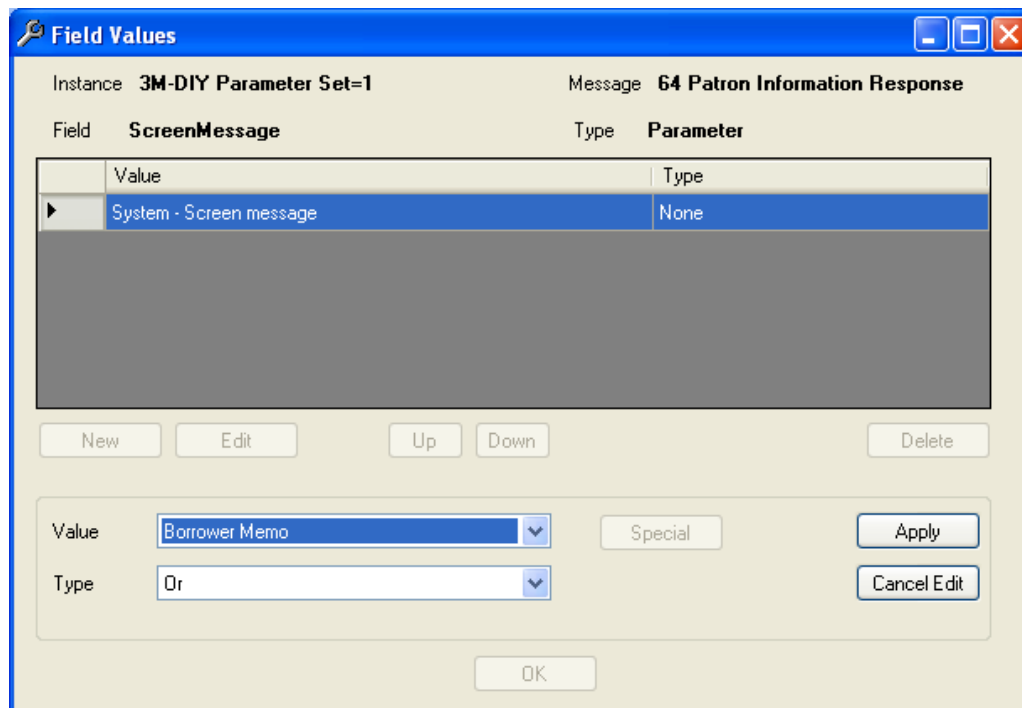 Field Values
Instance 3M-DIY Parameter Set=1 Message 64 Patron Information Response
Field ScreenMessage Type Parameter
Value Type
System - Screen message None
New Edit Up Down Delete
Value Borrower Memo Special Apply
Type Or Cancel Edit
OK